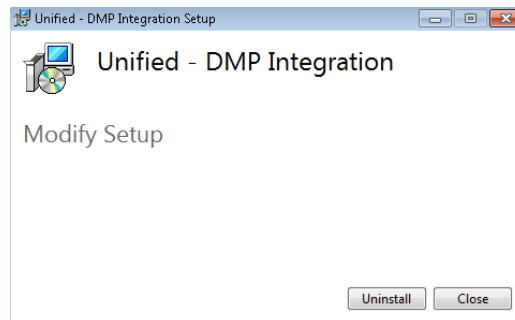 Unified - DMP Integration Setup
Unified - DMP Integration
Modify Setup
Uninstall
Close